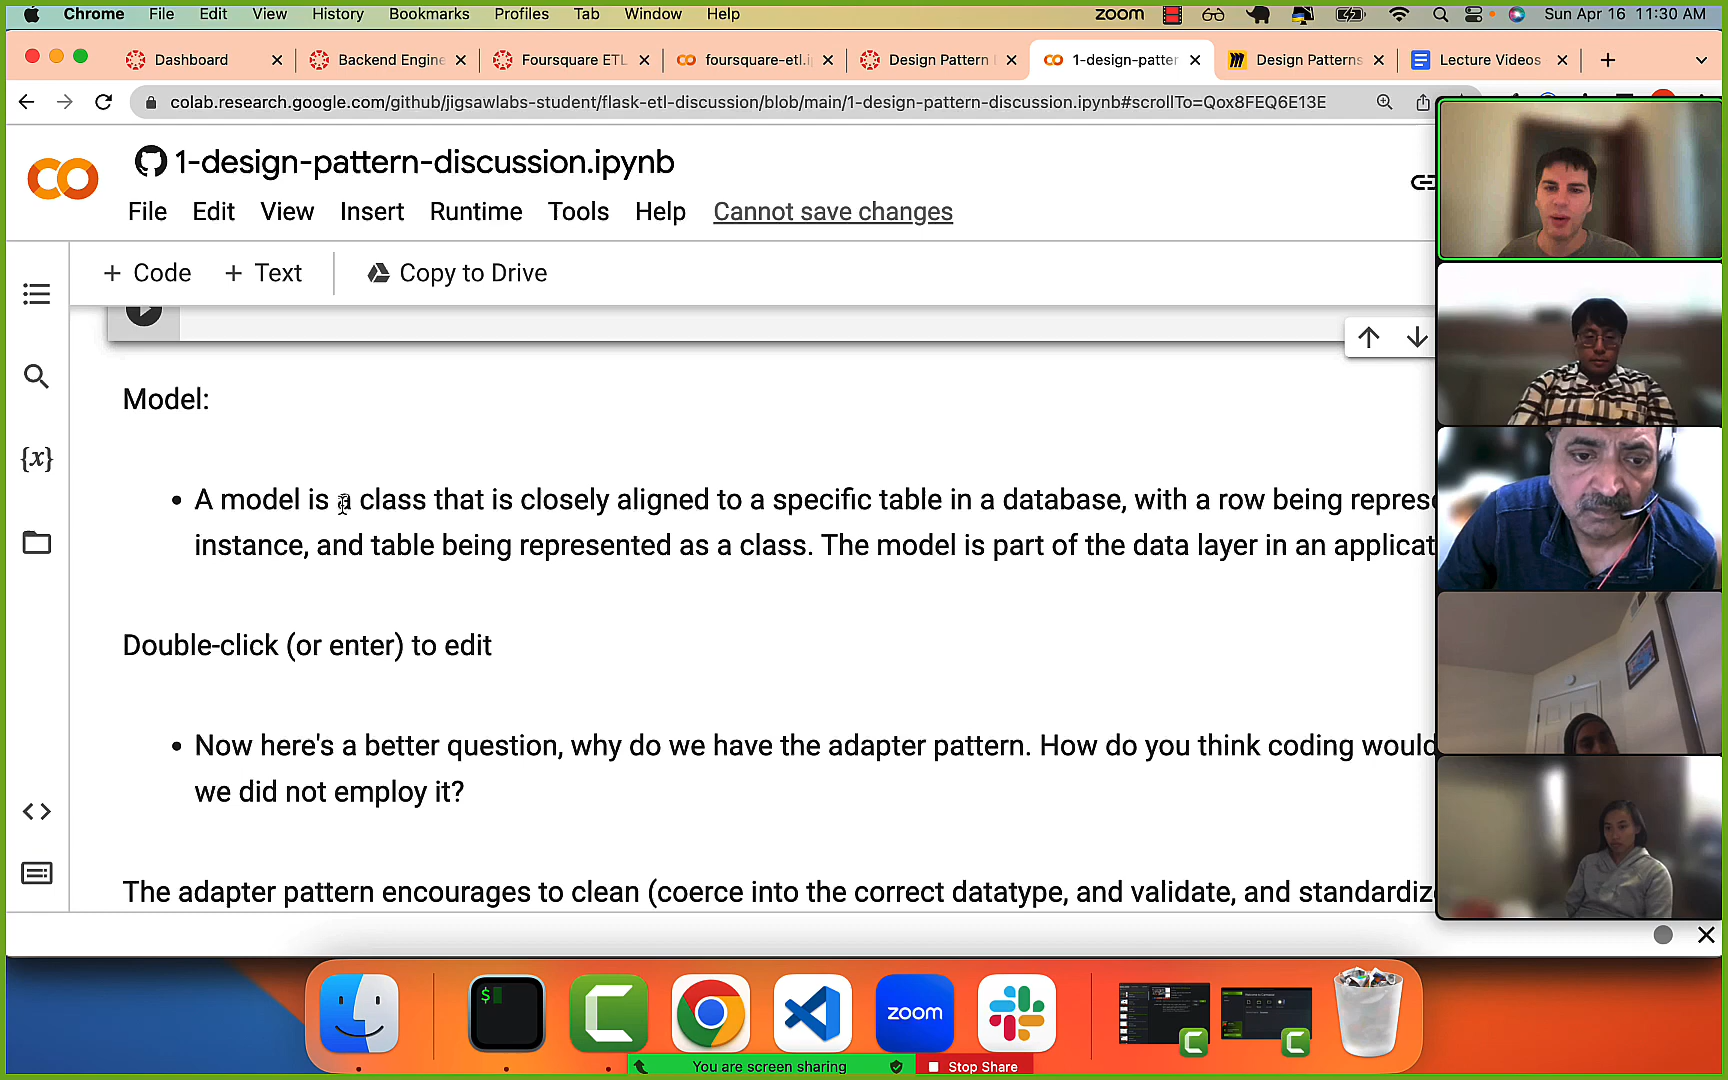 Chrome File Edit View History Bookmarks Profiles Tab Window Help zoom Sun Apr 16 11:30 AM
Dashboard Backend Engine Foursquare ETL foursquare-etl.i Design Pattern 1-design-patter Design Patterns Lecture Videos
colab.research.google.com/github/jigsawlabs-student/flask-etl-discussion/blob/main/1-design-pattern-discussion.ipynb#scrollTo=Qox8FEQ6E13E
1-design-pattern-discussion.ipynb
File Edit View Insert Runtime Tools Help Cannot save changes
+ Code + Text Copy to Drive
Model:
• A model is a class that is closely aligned to a specific table in a database, with a row being represe
instance, and table being represented as a class. The model is part of the data layer in an applicat
Double-click (or enter) to edit
• Now here's a better question, why do we have the adapter pattern. How do you think coding would
we did not employ it?
The adapter pattern encourages to clean (coerce into the correct datatype, and validate, and standardize
$
zoom
You are screen sharing Stop Share